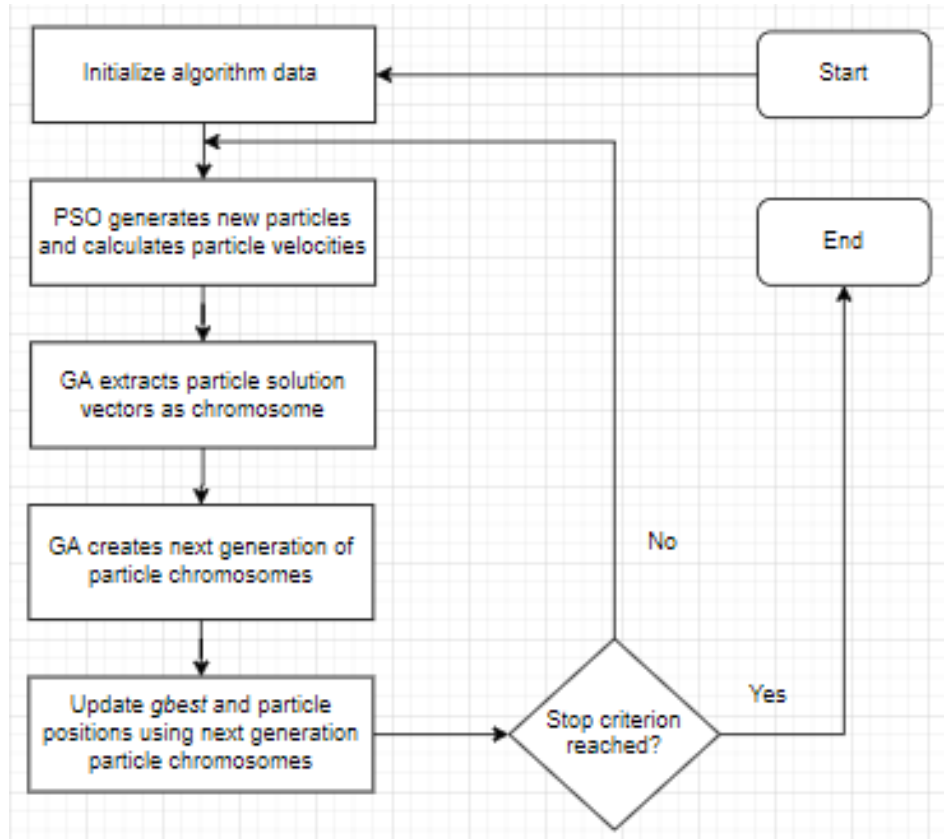 Initialize algorithm data
Start
PSO generates new particles
and calculates particle velocities
End
GA extracts particle solution
vectors as chromosome
GA creates next generation of
particle chromosomes
No
Update gbest and particle
positions using next generation
particle chromosomes
Stop criterion
reached?
Yes